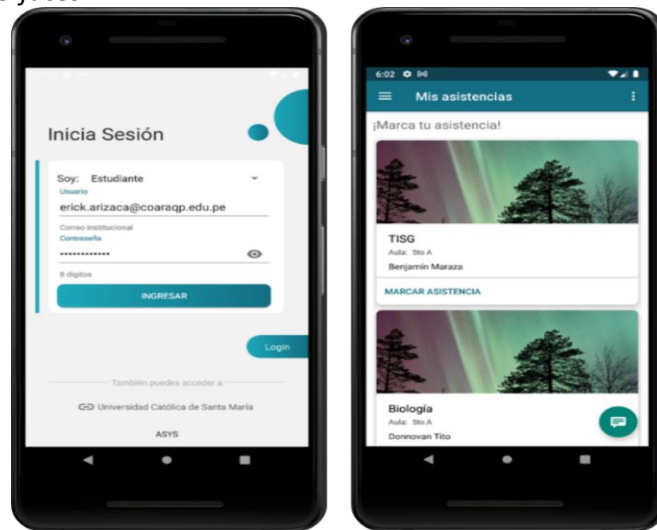 Inicia Sesión
Soy: Estudiante
Usuario
erick.arizaca@coaraqp.edu.pe
Correo institucional
Contraseña
············
8 digitos
INGRESAR
Login
También puedes acceder a
Universidad Católica de Santa María
ASYS
6:02
Mis asistencias
¡Marca tu asistencia!
TISG
Aula: 5to A
Benjamin Maraza
MARCAR ASISTENCIA
Biología
Aula: 5to A
Donnovan Tito